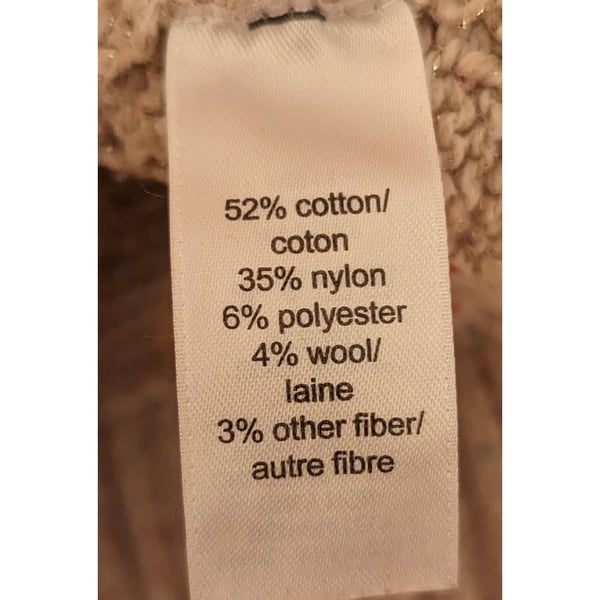 52% cotton/
coton
35% nylon
6% polyester
4% wool/
laine
3% other fiber/
autre fibre